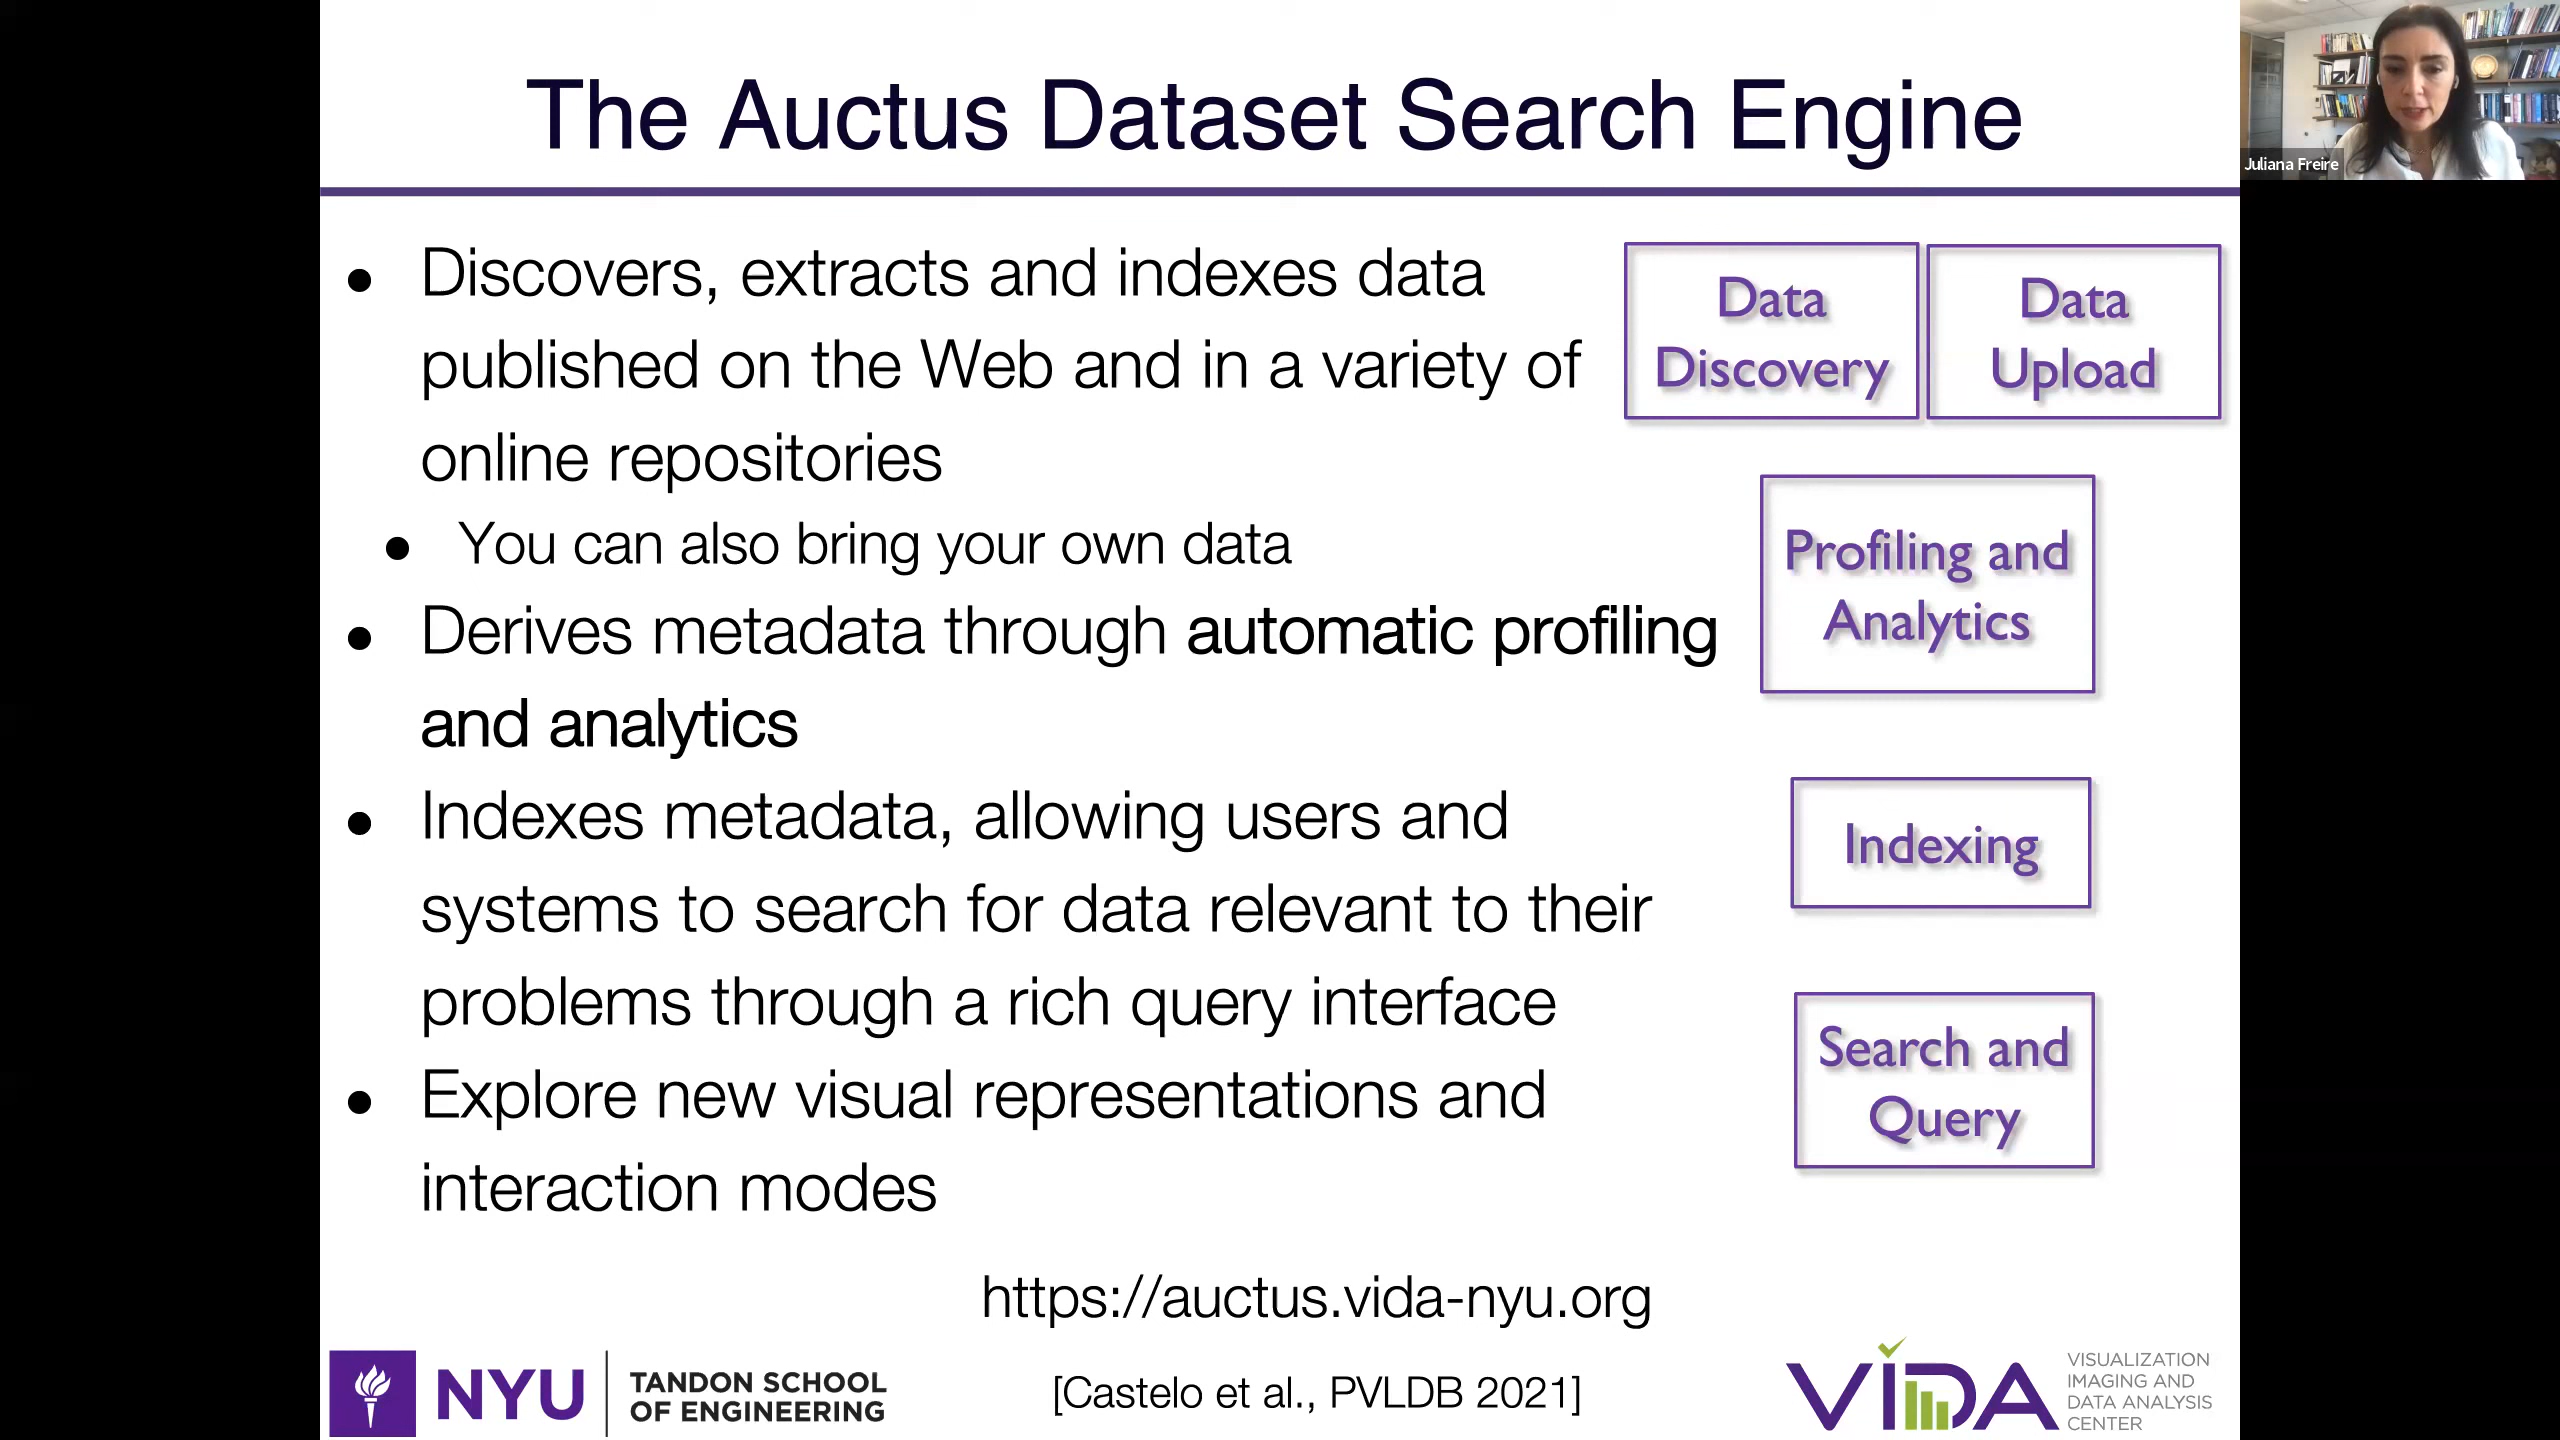 The Auctus Dataset Search Engine
Juliana Freire
● Discovers, extracts and indexes data
published on the Web and in a variety of
online repositories
● You can also bring your own data
● Derives metadata through automatic profiling
and analytics
● Indexes metadata, allowing users and
systems to search for data relevant to their
problems through a rich query interface
● Explore new visual representations and
interaction modes
Data
Discovery
Data
Upload
Profiling and
Analytics
Indexing
Search and
Query
https://auctus.vida-nyu.org
NYU
TANDON SCHOOL
OF ENGINEERING
[Castelo et al., PVLDB 2021]
VIDA
VISUALIZATION
IMAGING AND
DATA ANALYSIS
CENTER